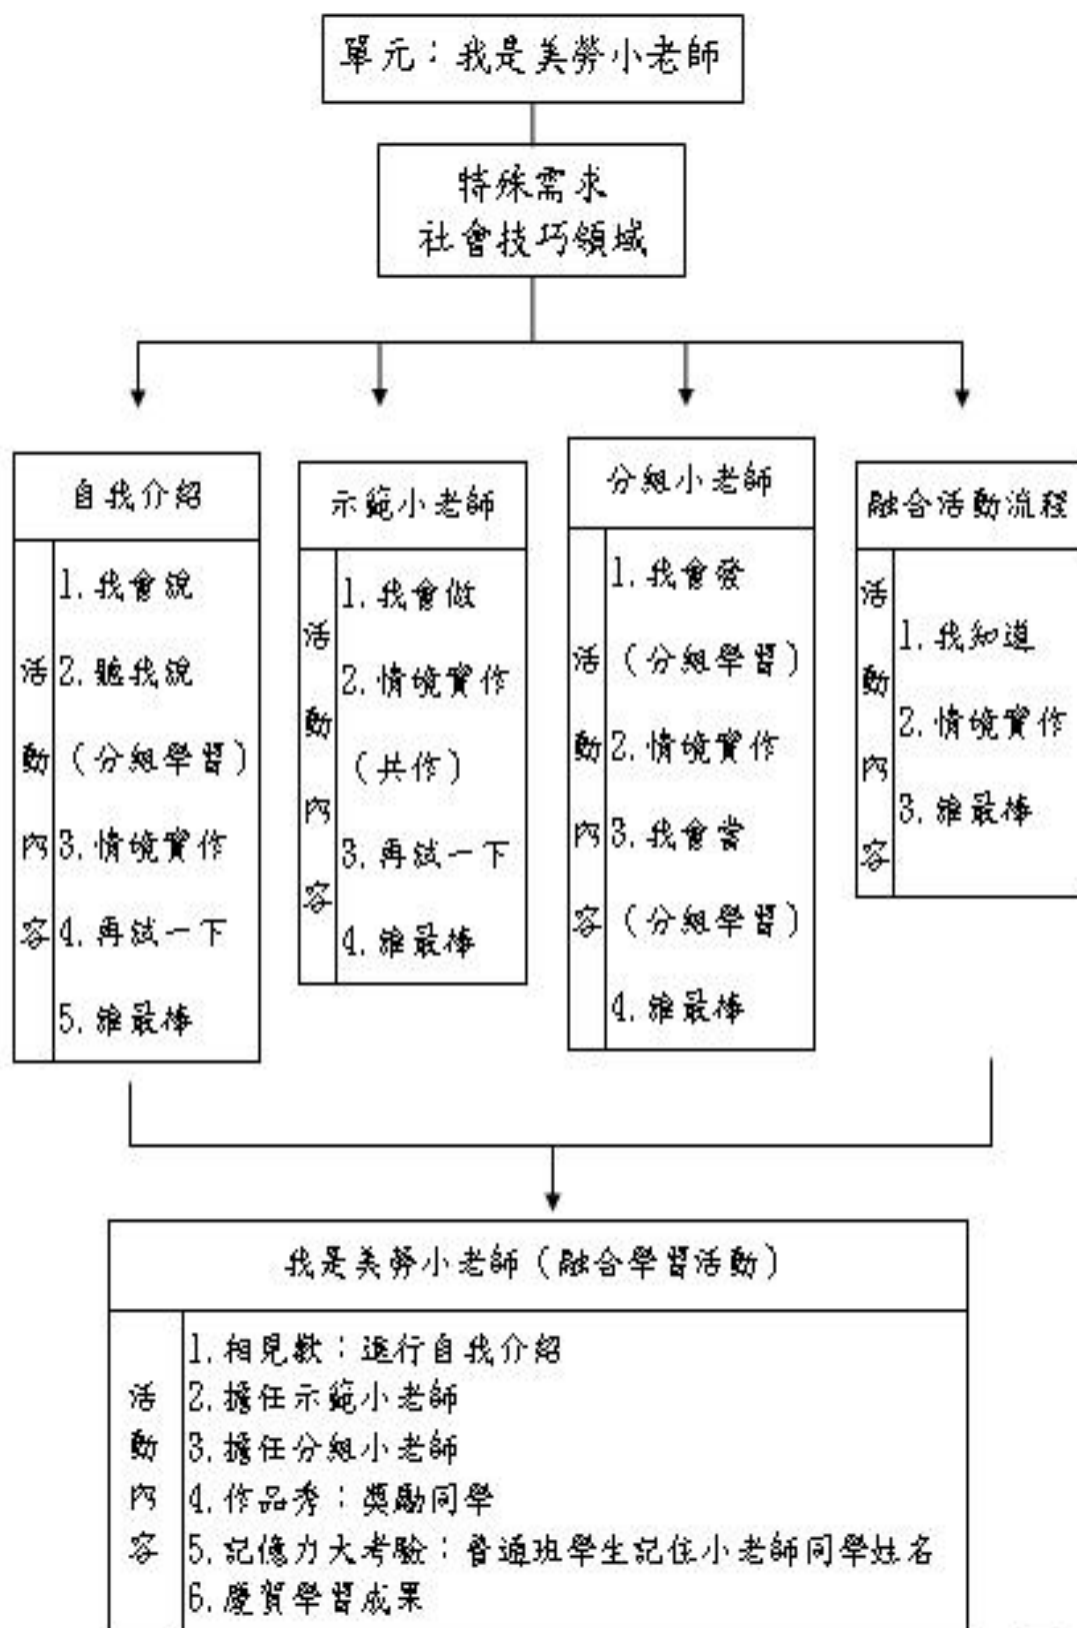 單元：我是美勞小老師
特殊需求
社會技巧領域
自我介紹
活動內容
1. 我會說
2. 聽我說
（分組學習）
3. 情境實作
4. 再試一下
5. 誰最棒
示範小老師
活動內容
1. 我會做
2. 情境實作
（共作）
3. 再試一下
4. 誰最棒
分組小老師
活動內容
1. 我會發
（分組學習）
2. 情境實作
3. 我會當
（分組學習）
4. 誰最棒
融合活動流程
活動內容
1. 我知道
2. 情境實作
3. 誰最棒
我是美勞小老師（融合學習活動）
活動內容
1. 相見歡：進行自我介紹
2. 擔任示範小老師
3. 擔任分組小老師
4. 作品秀：獎勵同學
5. 記憶力大考驗：普通班學生記住小老師同學姓名
6. 慶賀學習成果